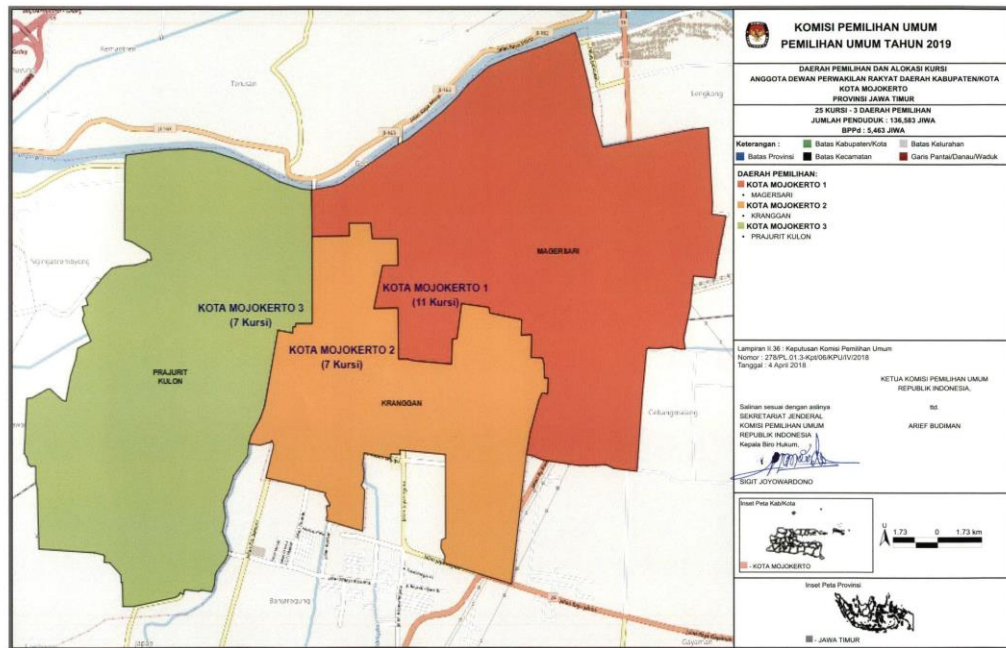 KOMISI PEMILIHAN UMUM
PEMILIHAN UMUM TAHUN 2019
DAERAH PEMILIHAN DAN ALOKASI KURSI
ANGGOTA DEWAN PERWAKILAN RAKYAT DAERAH KABUPATEN/KOTA
KOTA MOJOKERTO
PROVINSI JAWA TIMUR
25 KURSI - 3 DAERAH PEMILIHAN
JUMLAH PENDUDUK : 136,583 JIWA
BPPd : 5,463 JIWA
Keterangan :
Batas Kabupaten/Kota
Batas Kelurahan
Batas Provinsi
Batas Kecamatan
Garis Pantai/Danau/Waduk
DAERAH PEMILIHAN:
KOTA MOJOKERTO 1
• MAGERSARI
KOTA MOJOKERTO 2
• KRANGGAN
KOTA MOJOKERTO 3
• PRAJURIT KULON
Lampiran II.36 : Keputusan Komisi Pemilihan Umum
Nomor : 278/PL.01.3-Kpt/06/KPU/IV/2018
Tanggal : 4 April 2018
KETUA KOMISI PEMILIHAN UMUM
REPUBLIK INDONESIA,
ttd.
ARIEF BUDIMAN
Salinan sesuai dengan aslinya
SEKRETARIAT JENDERAL
KOMISI PEMILIHAN UMUM
REPUBLIK INDONESIA
Kepala Biro Hukum,
SIGIT JOYOWARDONO
Inset Peta Kab/Kota
- KOTA MOJOKERTO
U
1.73 0 1.73 km
Inset Peta Provinsi
- JAWA TIMUR
MAGERSARI
KOTA MOJOKERTO 1
(11 Kursi)
KOTA MOJOKERTO 3
(7 Kursi)
KOTA MOJOKERTO 2
(7 Kursi)
PRAJURIT
KULON
KRANGGAN
Terusan
Lengkong
Banjaragung
Japan
Gayaman